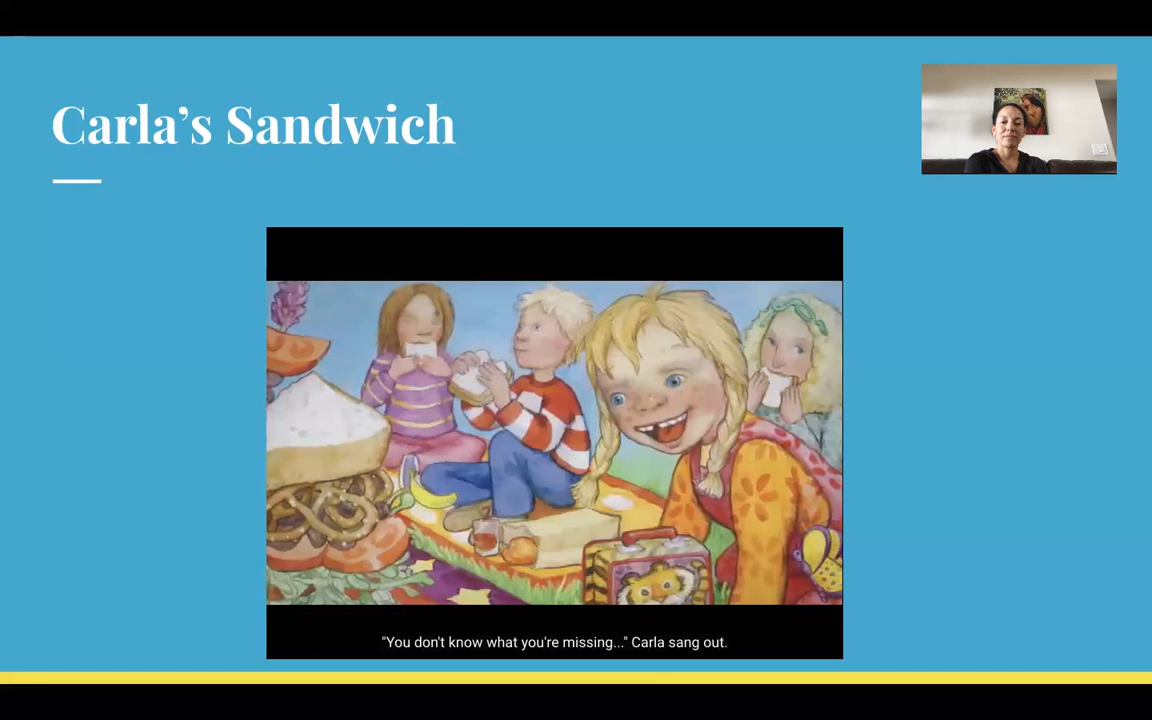 Carla’s Sandwich
"You don't know what you're missing..." Carla sang out.